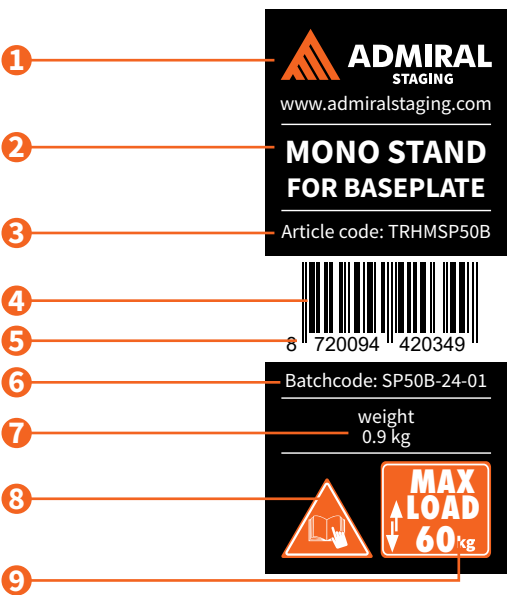 1
ADMIRAL
STAGING
www.admiralstaging.com
2
MONO STAND
FOR BASEPLATE
3
Article code: TRHMSP50B
4
5
8 720094 420349
6
Batchcode: SP50B-24-01
7
weight
0.9 kg
8
MAX
LOAD
60kg
9